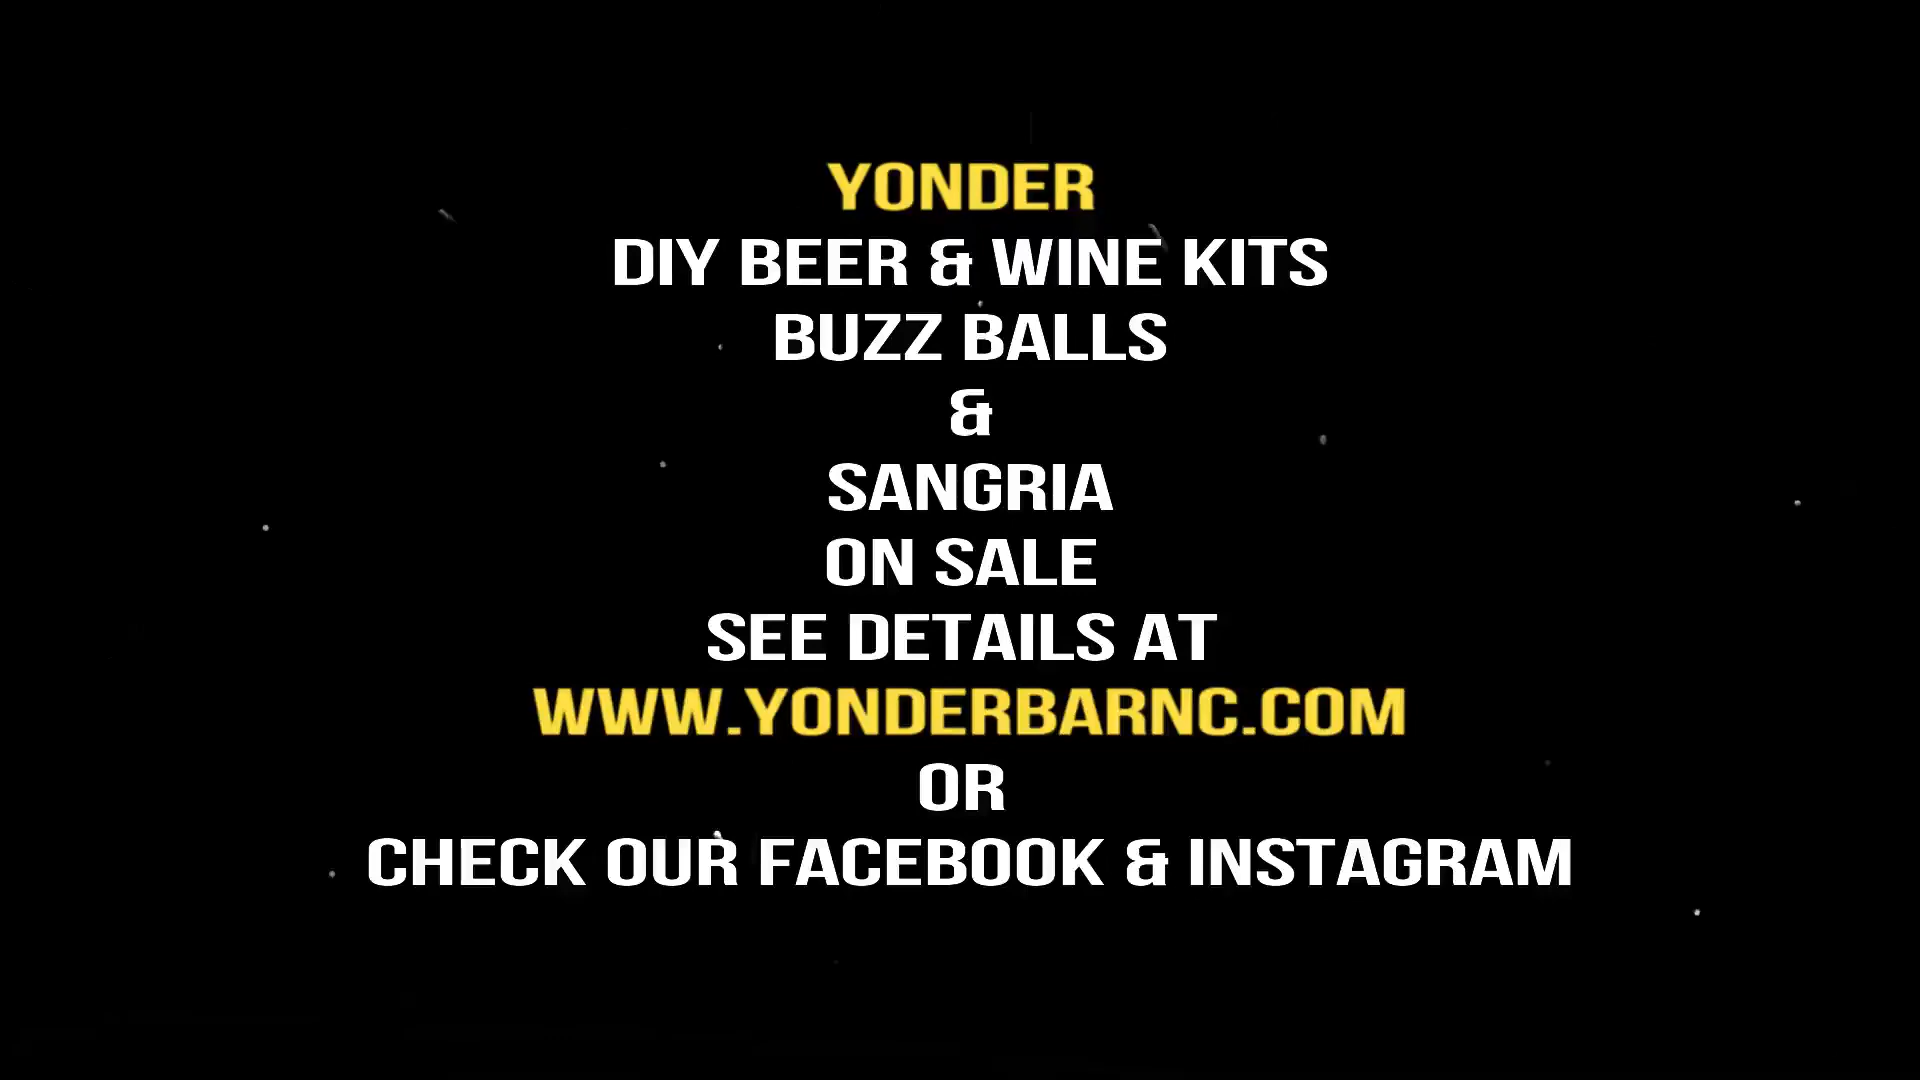 YONDER
DIY BEER & WINE KITS
BUZZ BALLS
&
SANGRIA
ON SALE
SEE DETAILS AT
WWW.YONDERBARNC.COM
OR
CHECK OUR FACEBOOK & INSTAGRAM